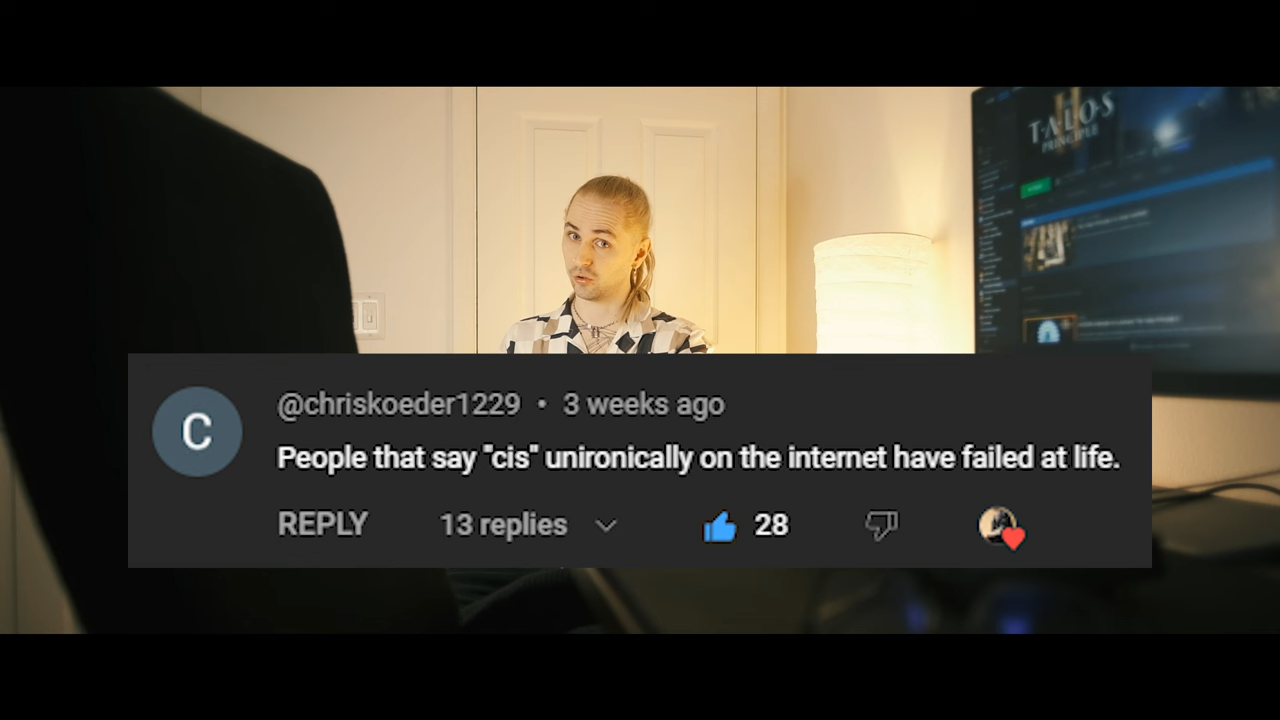 TALOS
PRINCIPLE
C
@chriskoeder1229 • 3 weeks ago
People that say "cis" unironically on the internet have failed at life.
REPLY 13 replies 28